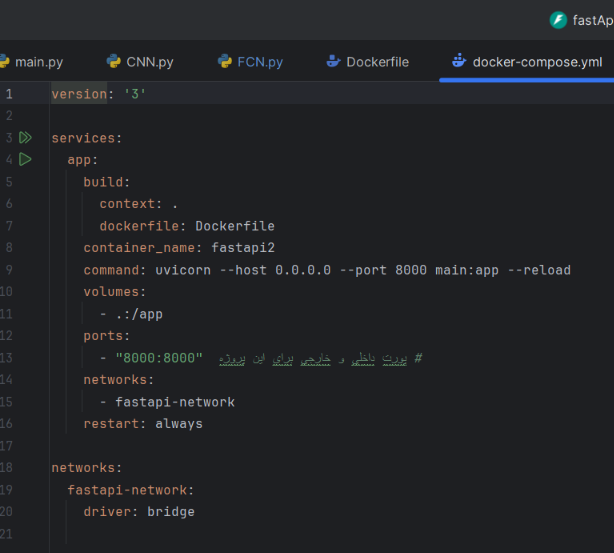 fastAp
main.py CNN.py FCN.py Dockerfile docker-compose.yml
1 version: '3'
2
3 services:
4 app:
5 build:
6 context: .
7 dockerfile: Dockerfile
8 container_name: fastapi2
9 command: uvicorn --host 0.0.0.0 --port 8000 main:app --reload
10 volumes:
11 - .:/app
12 ports:
13 - "8000:8000" # پورت داخلی و خارجی برای این پروژه
14 networks:
15 - fastapi-network
16 restart: always
17
18 networks:
19 fastapi-network:
20 driver: bridge
21